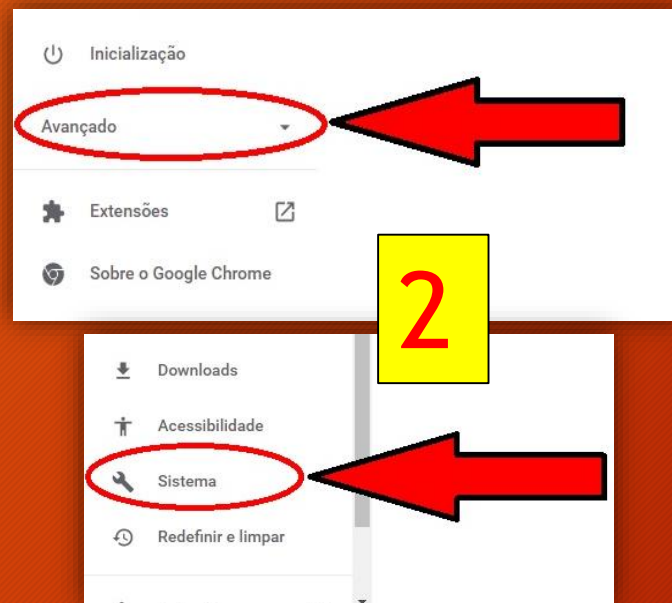 Inicialização
Avançado
Extensões
Sobre o Google Chrome
2
Downloads
Acessibilidade
Sistema
Redefinir e limpar